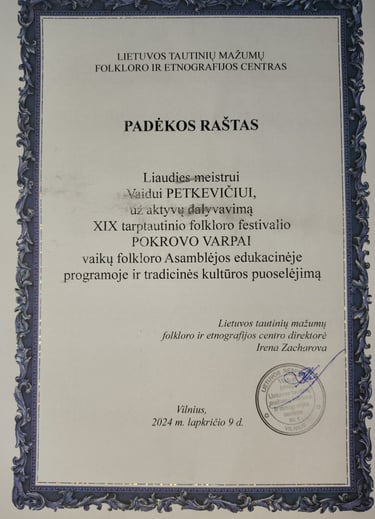 LIETUVOS TAUTINIŲ MAŽUMŲ
FOLKLORO IR ETNOGRAFIJOS CENTRAS
PADĖKOS RAŠTAS
Liaudies meistrui
Vaidui PETKEVIČIUI,
už aktyvų dalyvavimą
XIX tarptautinio folkloro festivalio
POKROVO VARPAI
vaikų folkloro Asamblėjos edukacinėje
programoje ir tradicinės kultūros puoselėjimą
Lietuvos tautinių mažumų
folkloro ir etnografijos centro direktorė
Irena Zacharova
Vilnius,
2024 m. lapkričio 9 d.